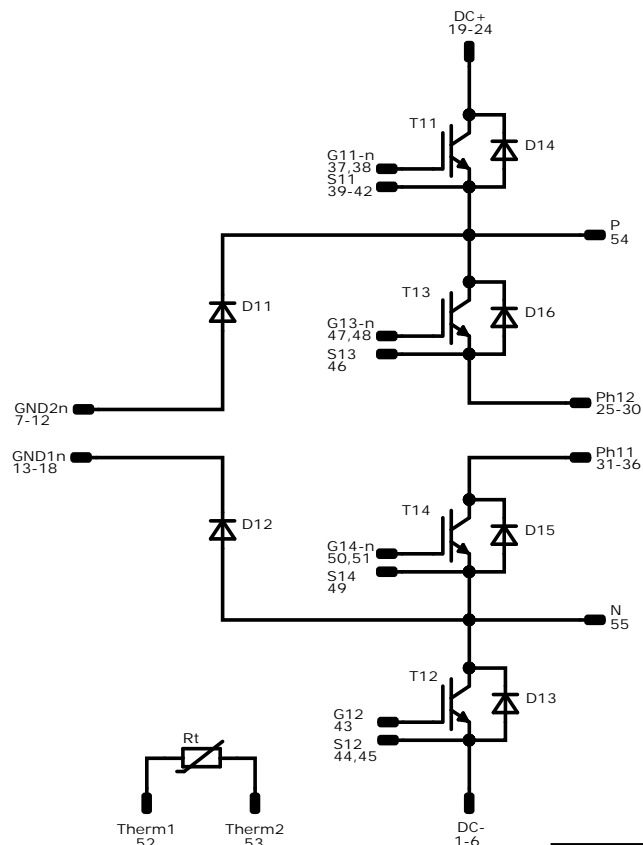 DC+
19-24
T11
D14
G11-n
37,38
S11
39-42
P
54
T13
D11
D16
G13-n
47,48
S13
46
Ph12
25-30
GND2n
7-12
Ph11
31-36
GND1n
13-18
T14
D12
D15
G14-n
50,51
S14
49
N
55
T12
D13
G12
43
S12
44,45
Rt
Therm1
52
Therm2
53
DC-
1-6